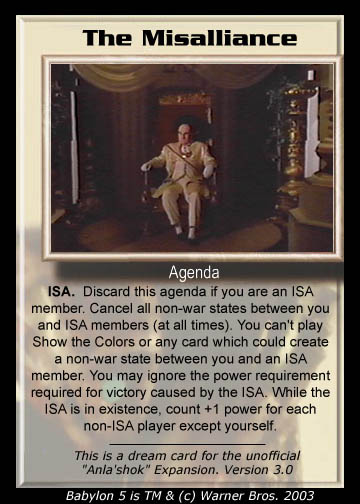 The Misalliance
Agenda
ISA. Discard this agenda if you are an ISA
member. Cancel all non-war states between you
and ISA members (at all times). You can't play
Show the Colors or any card which could create
a non-war state between you and an ISA
member. You may ignore the power requirement
required for victory caused by the ISA. While the
ISA is in existence, count +1 power for each
non-ISA player except yourself.
This is a dream card for the unofficial
"Anla'shok" Expansion. Version 3.0
Babylon 5 is TM & (c) Warner Bros. 2003